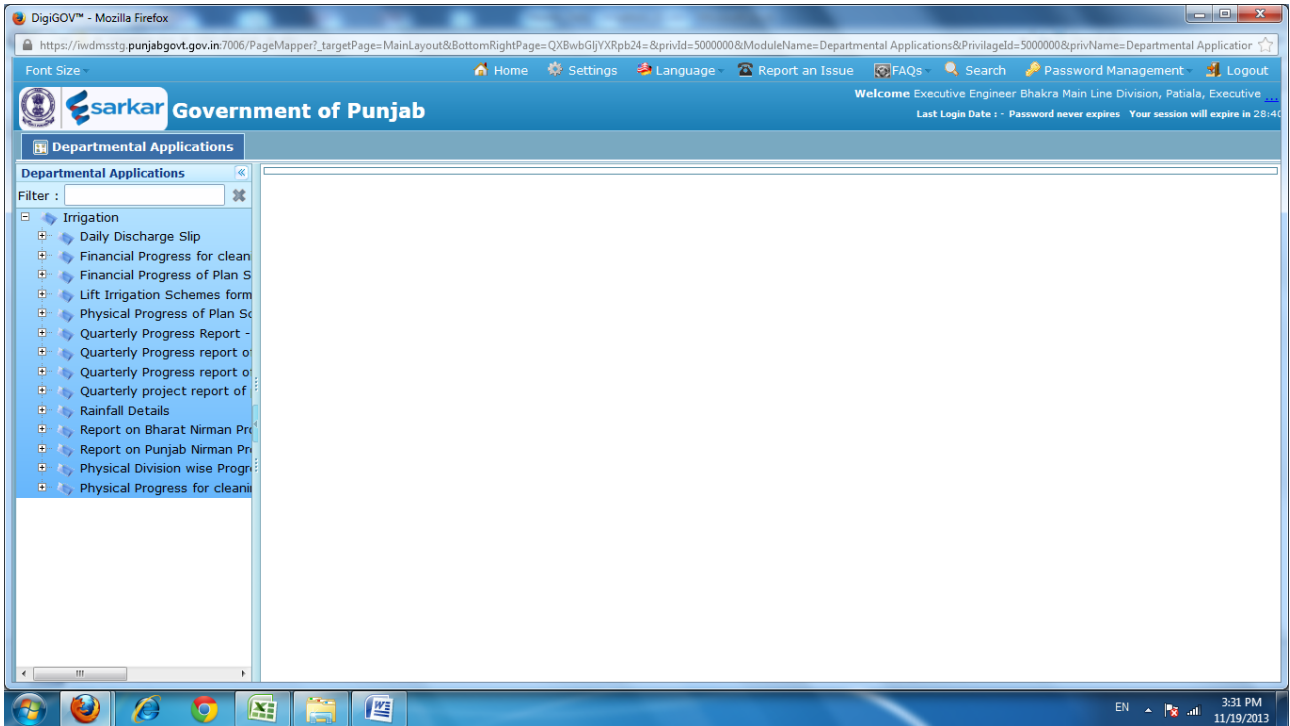 DigiGOV™ - Mozilla Firefox
https://iwdmsstg.punjabgovt.gov.in:7006/PageMapper?_targetPage=MainLayout&BottomRightPage=QXBwbGljYXRpb24=&privId=5000000&ModuleName=Departmental Applications&PrivilageId=5000000&privName=Departmental Application
Font Size Home Settings Language Report an Issue FAQs Search Password Management Logout
Welcome Executive Engineer Bhakra Main Line Division, Patiala, Executive ...
esarkar Government of Punjab
Last Login Date : - Password never expires Your session will expire in 28:40
Departmental Applications
Departmental Applications
Filter :
Irrigation
Daily Discharge Slip
Financial Progress for clean
Financial Progress of Plan S
Lift Irrigation Schemes form
Physical Progress of Plan Sc
Quarterly Progress Report -
Quarterly Progress report of
Quarterly Progress report of
Quarterly project report of
Rainfall Details
Report on Bharat Nirman Pro
Report on Punjab Nirman Pr
Physical Division wise Progr
Physical Progress for cleani
EN
3:31 PM
11/19/2013